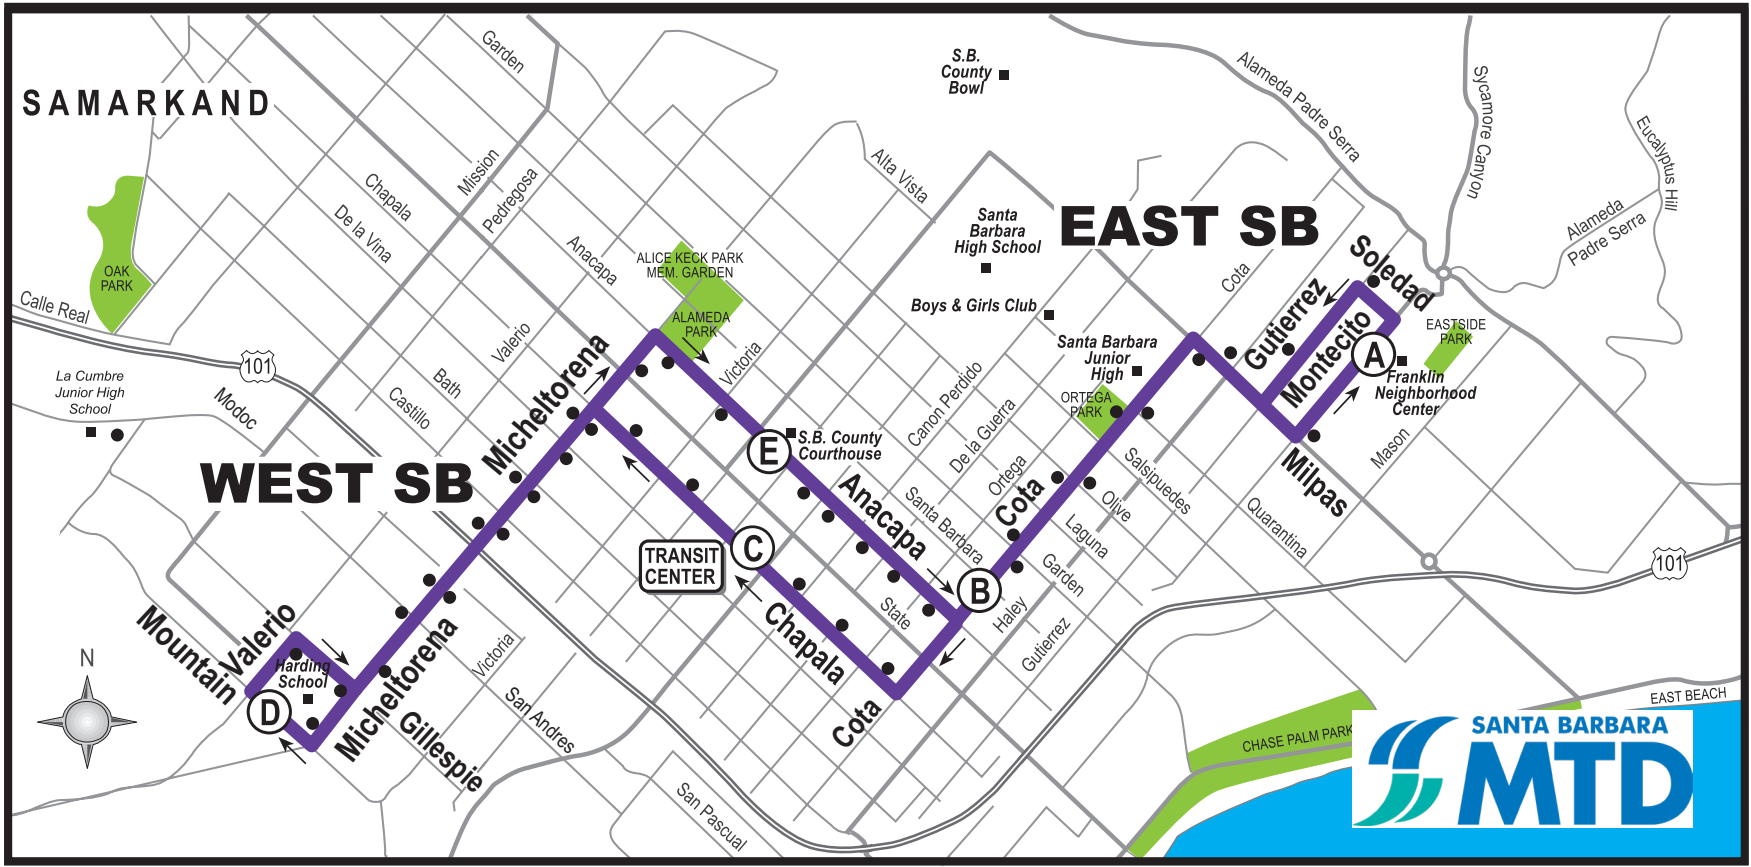 Garden
S.B.
County
Bowl
Alameda Padre Serra
Sycamore Canyon
Eucalyptus Hill
SAMARKAND
Mission
Pedregosa
Chapala
De la Vina
Alta Vista
Santa
Barbara
High School
EAST SB
Alameda
Padre Serra
Anacapa
ALICE KECK PARK
MEM. GARDEN
OAK
PARK
Calle Real
Cota
Soledad
Gutierrez
Boys & Girls Club
ALAMEDA
PARK
Montecito
EASTSIDE
PARK
Valerio
Victoria
Santa Barbara
Junior
High
A
101
Micheltorena
Franklin
Neighborhood
Center
La Cumbre
Junior High
School
Modoc
Bath
Castillo
Canon Perdido
De la Guerra
ORTEGA
PARK
Mason
E
S.B. County
Courthouse
WEST SB
Anacapa
Santa Barbara
Ortega
Cota
Olive
Salsipuedes
Milpas
Quarantina
Laguna
Garden
TRANSIT
CENTER
C
B
101
State
Haley
Gutierrez
Chapala
Mountain
Valerio
Micheltorena
Victoria
N
Harding
School
D
Gillespie
San Andres
Cota
EAST BEACH
CHASE PALM PARK
San Pascual
SANTA BARBARA
MTD